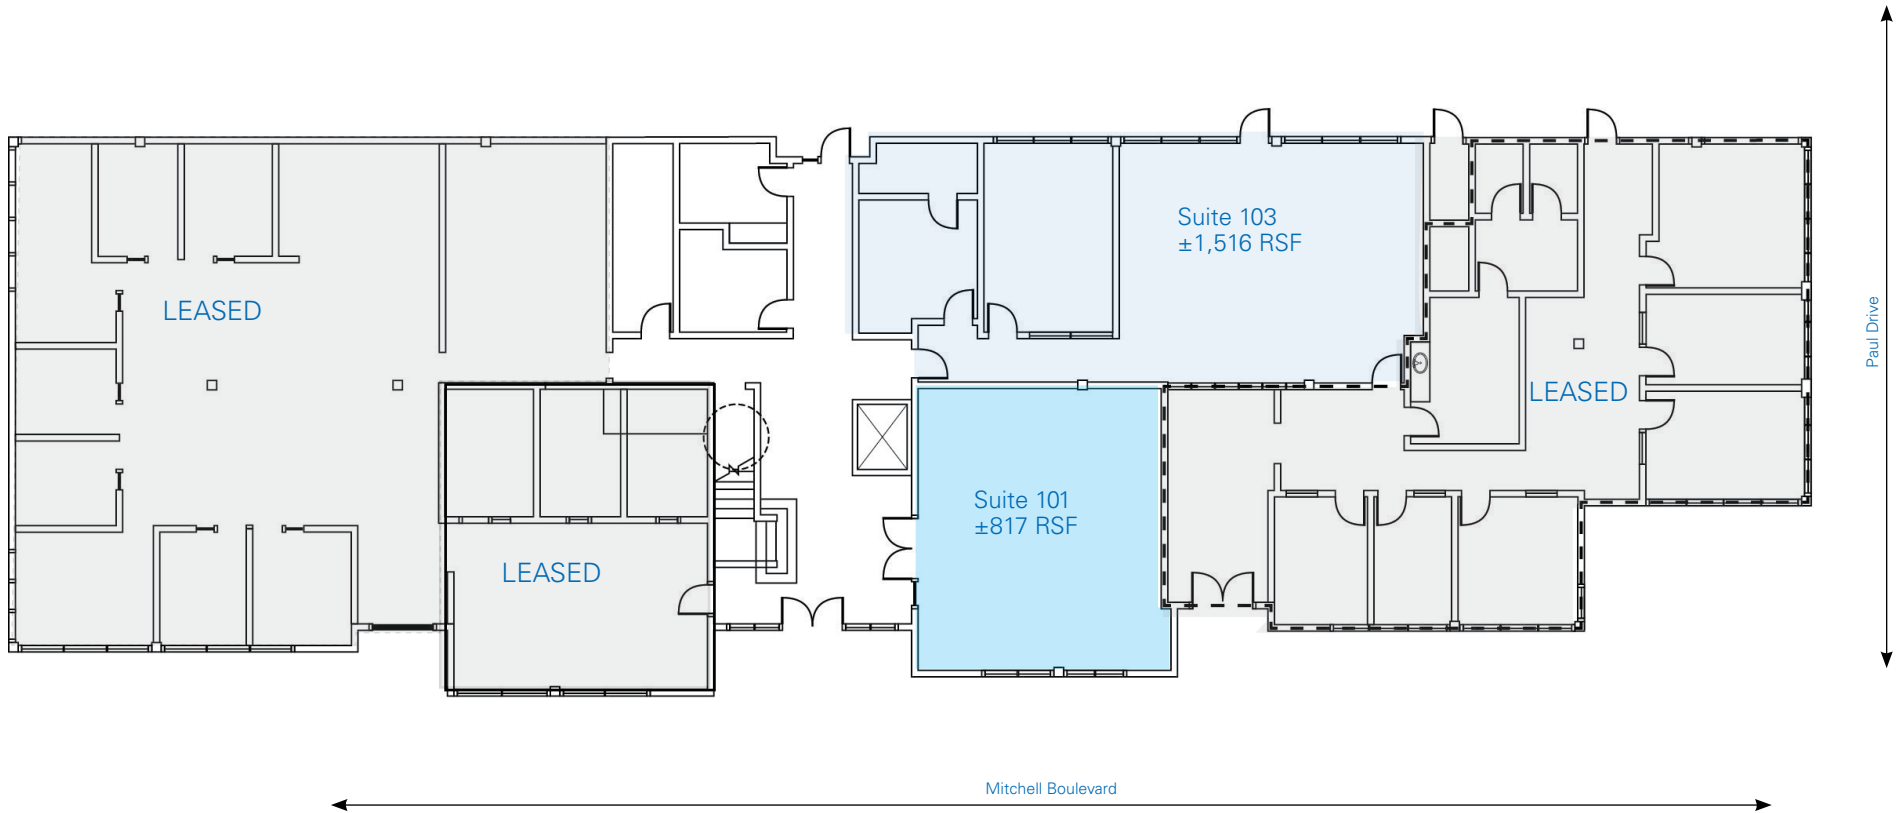 Suite 103
±1,516 RSF
LEASED
LEASED
Suite 101
±817 RSF
LEASED
Paul Drive
Mitchell Boulevard